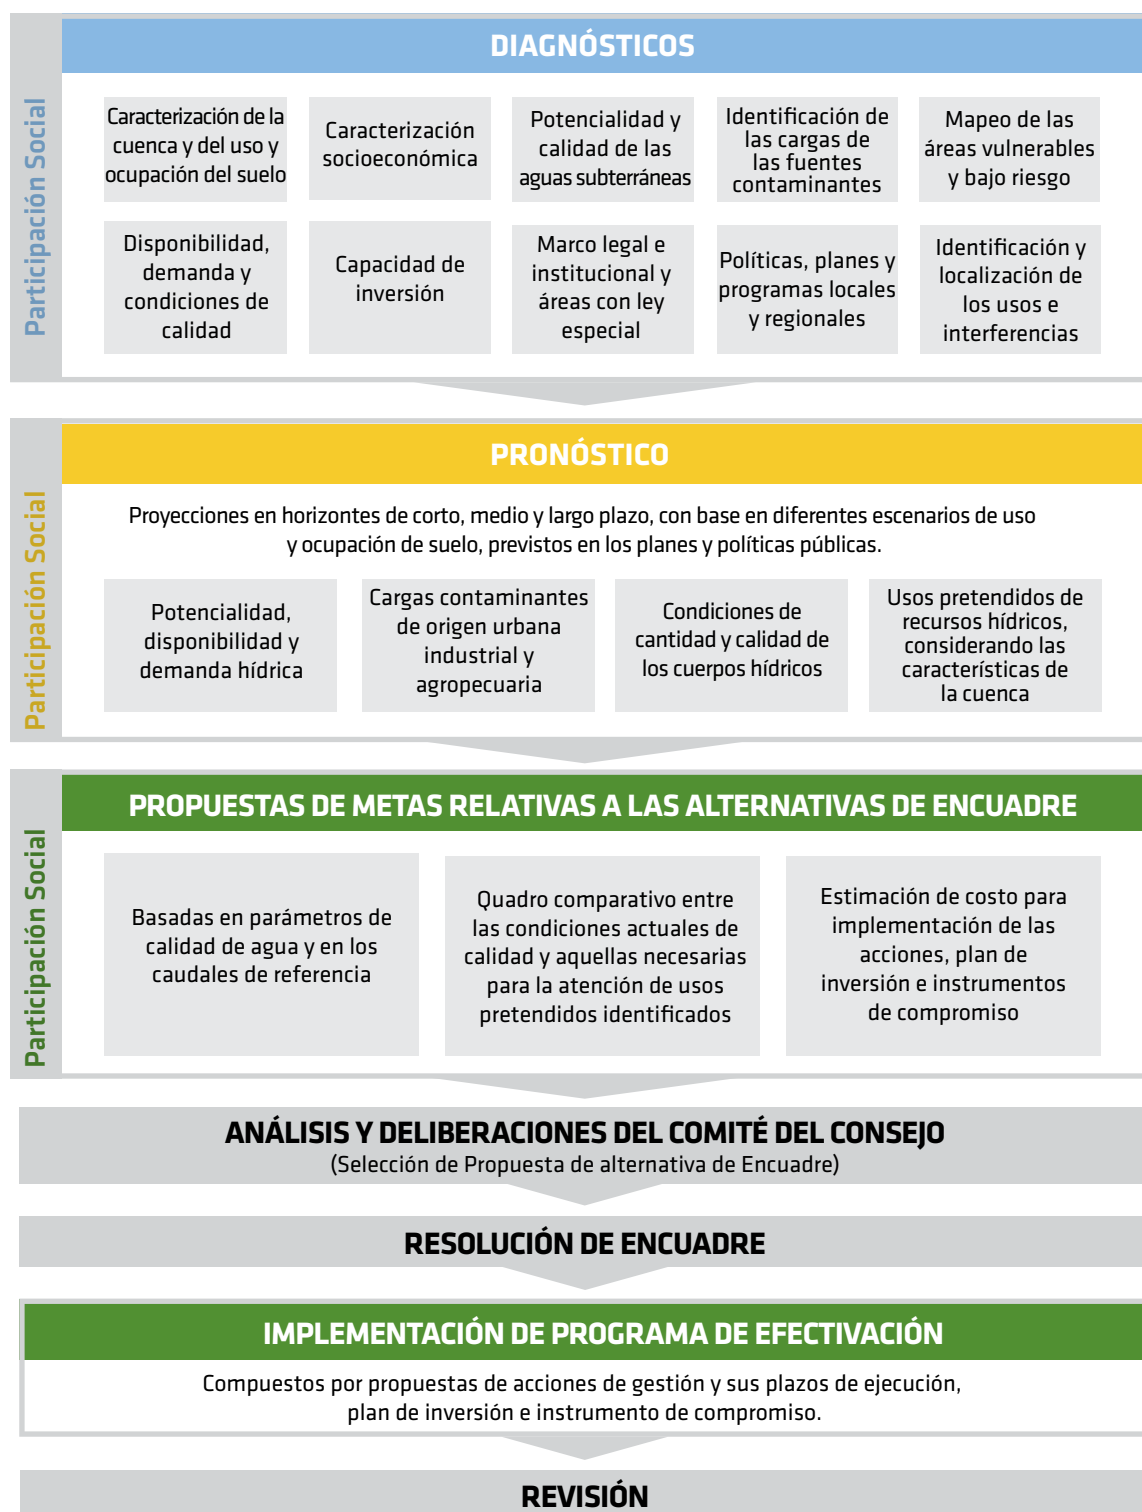 Participación Social
DIAGNÓSTICOS
Caracterización de la
cuenca y del uso y
ocupación del suelo
Caracterización
socioeconómica
Potencialidad y
calidad de las
aguas subterráneas
Identificación de
las cargas de
las fuentes
contaminantes
Mapeo de las
áreas vulnerables
y bajo riesgo
Disponibilidad,
demanda y
condiciones de
calidad
Capacidad de
inversión
Marco legal e
institucional y
áreas con ley
especial
Políticas, planes y
programas locales
y regionales
Identificación y
localización de
los usos e
interferencias
Participación Social
PRONÓSTICO
Proyecciones en horizontes de corto, medio y largo plazo, con base en diferentes escenarios de uso
y ocupación de suelo, previstos en los planes y políticas públicas.
Potencialidad,
disponibilidad y
demanda hídrica
Cargas contaminantes
de origen urbana
industrial y
agropecuaria
Condiciones de
cantidad y calidad de
los cuerpos hídricos
Usos pretendidos de
recursos hídricos,
considerando las
características de
la cuenca
Participación Social
PROPUESTAS DE METAS RELATIVAS A LAS ALTERNATIVAS DE ENCUADRE
Basadas en parámetros de
calidad de agua y en los
caudales de referencia
Quadro comparativo entre
las condiciones actuales de
calidad y aquellas necesarias
para la atención de usos
pretendidos identificados
Estimación de costo para
implementación de las
acciones, plan de
inversión e instrumentos
de compromiso
ANÁLISIS Y DELIBERACIONES DEL COMITÉ DEL CONSEJO
(Selección de Propuesta de alternativa de Encuadre)
RESOLUCIÓN DE ENCUADRE
IMPLEMENTACIÓN DE PROGRAMA DE EFECTIVACIÓN
Compuestos por propuestas de acciones de gestión y sus plazos de ejecución,
plan de inversión e instrumento de compromiso.
REVISIÓN